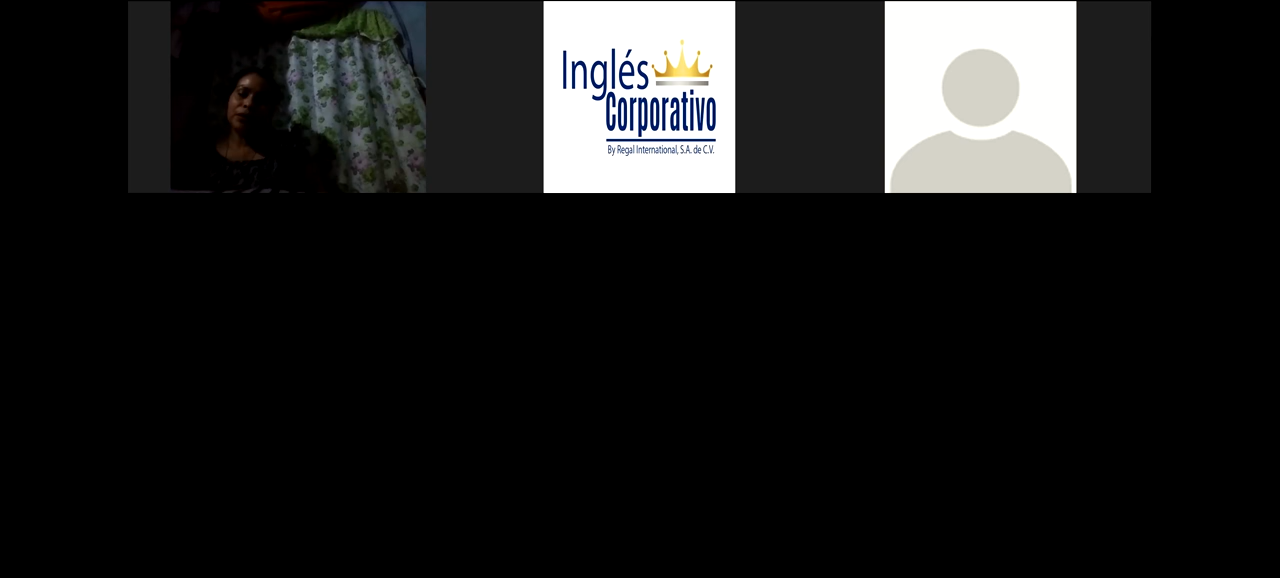 Inglés
Corporativo
By Regal International, S.A. de C.V.